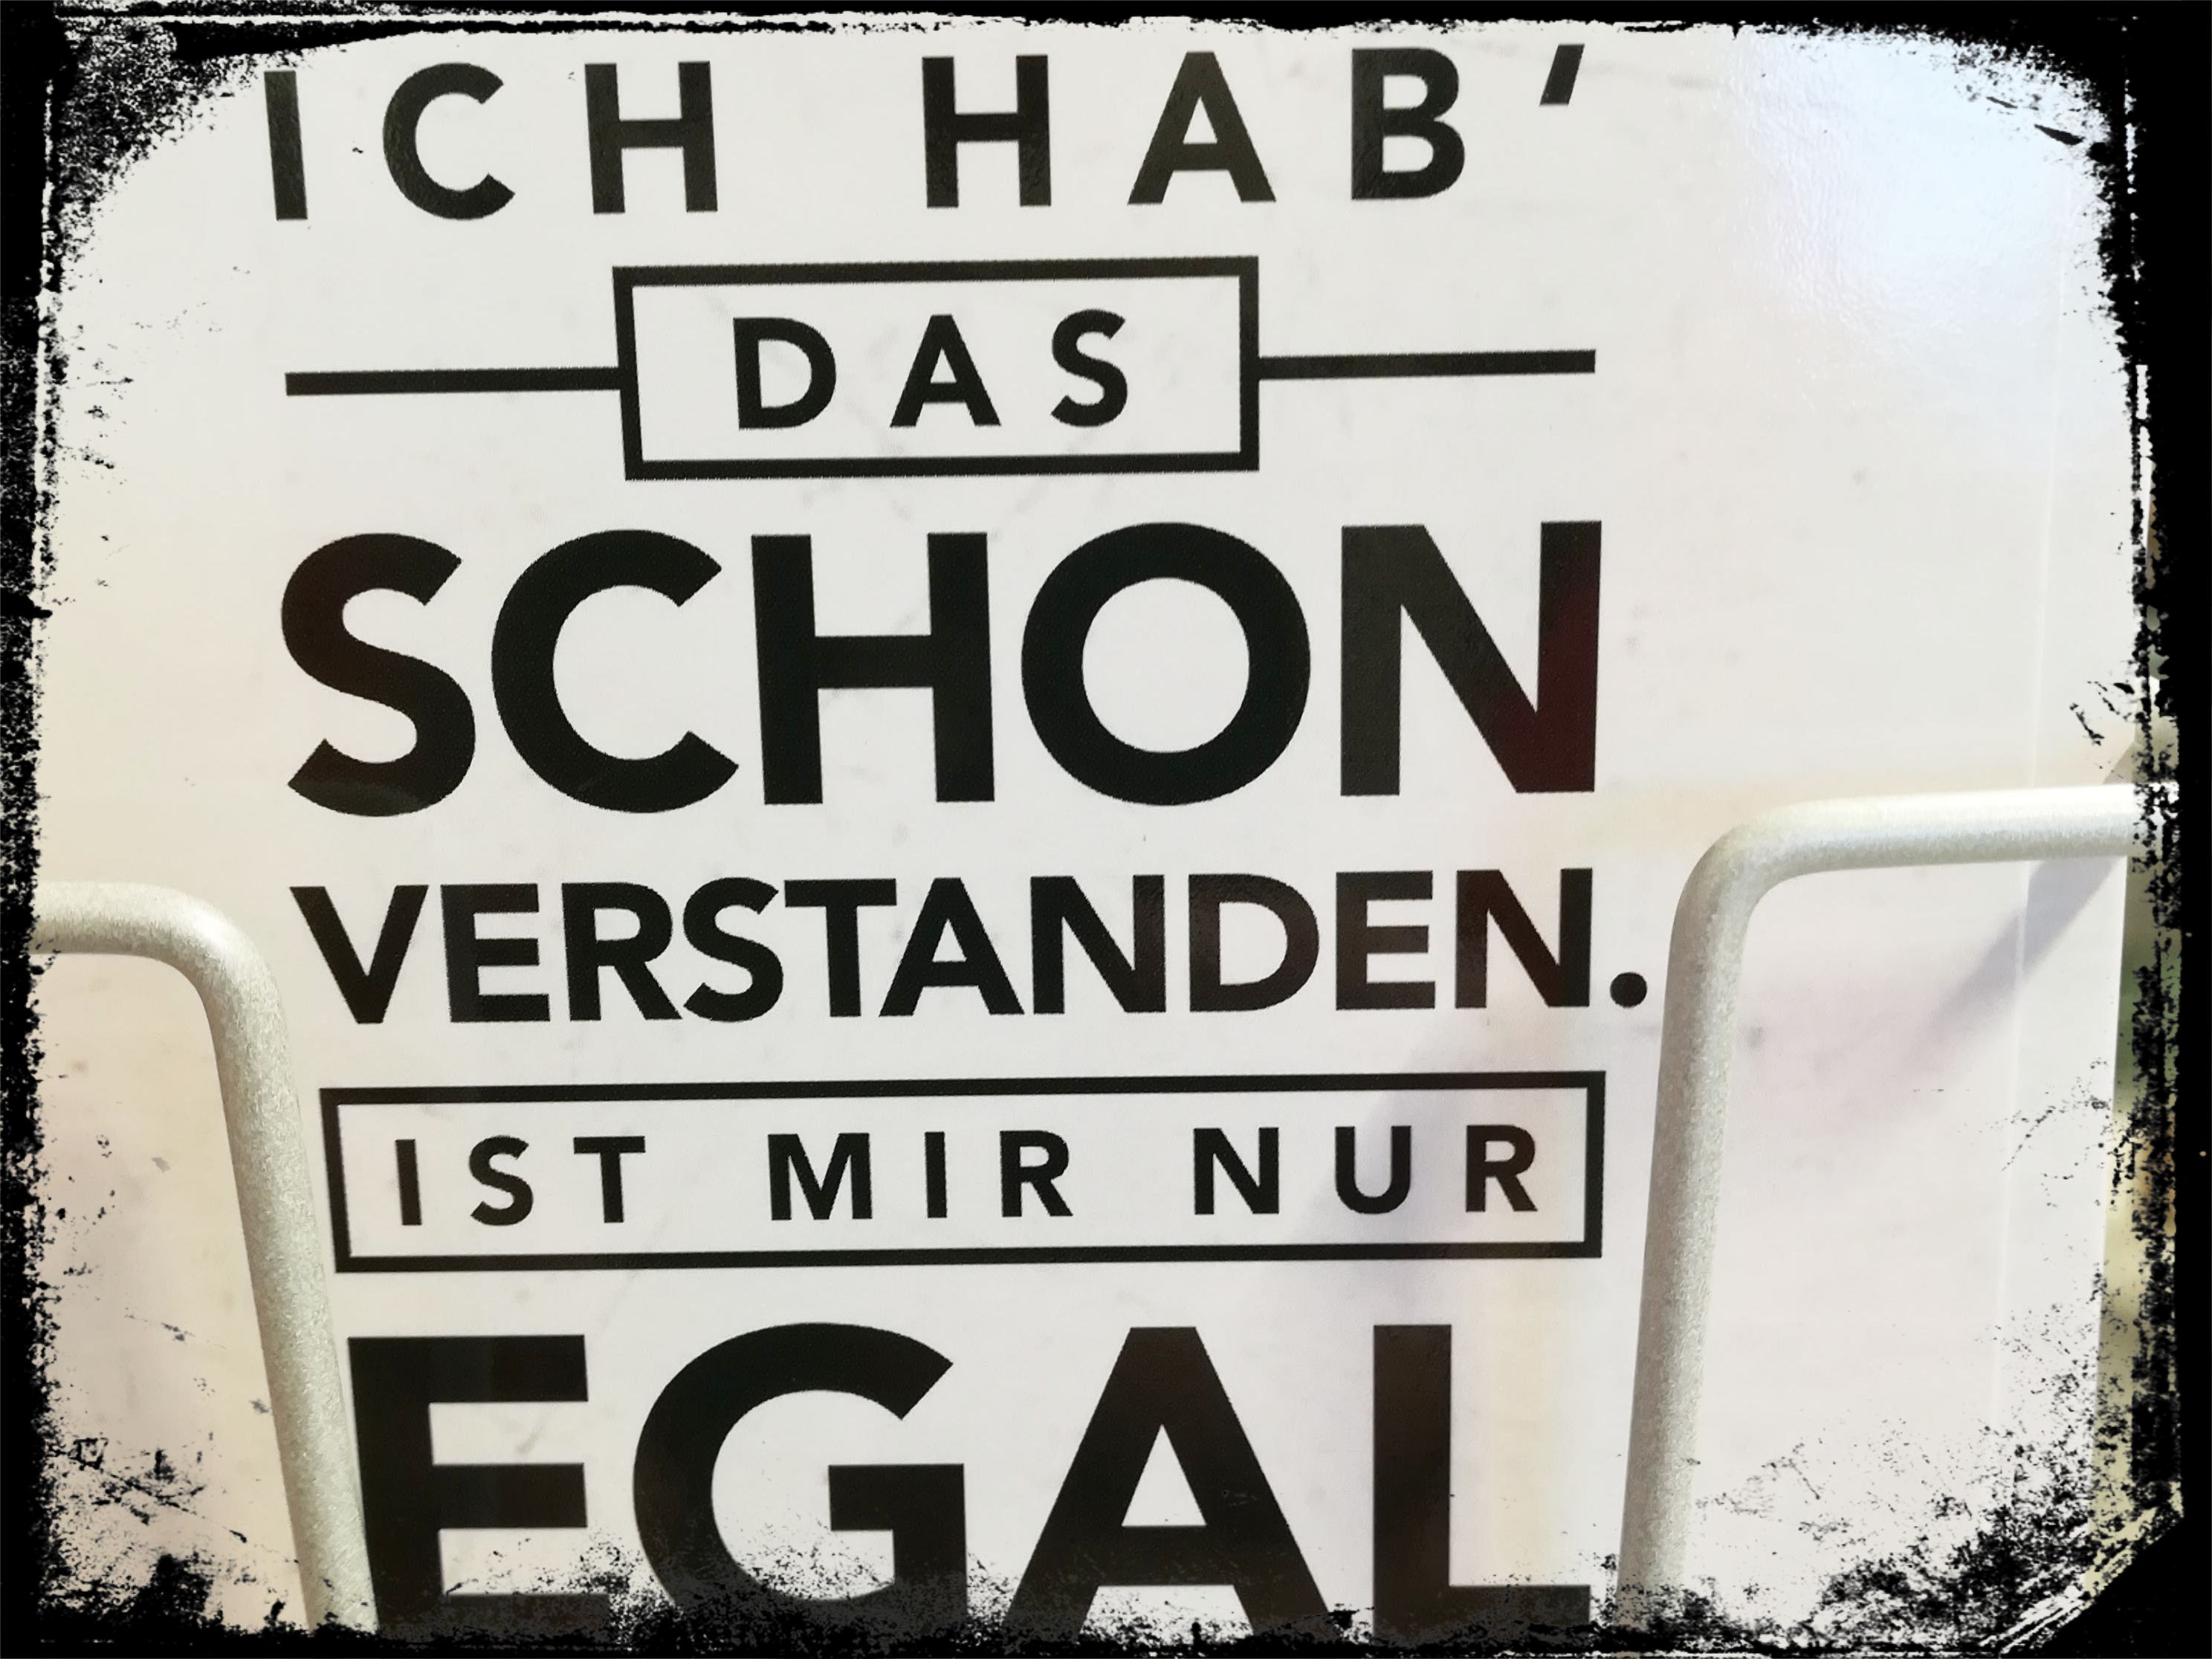 ICH HAB'
DAS
SCHON
VERSTANDEN.
IST MIR NUR
EGAL